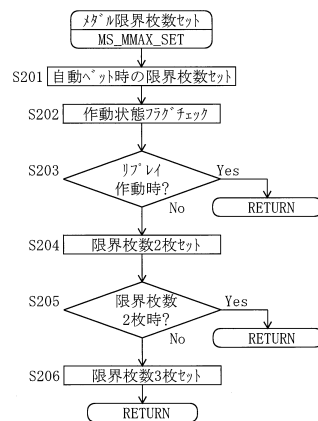 ﾒﾀﾞﾙ限界枚数ｾｯﾄ
MS_MMAX_SET
S201 自動ﾍﾞｯﾄ時の限界枚数ｾｯﾄ
S202 作動状態ﾌﾗｸﾞﾁｪｯｸ
S203 ﾘﾌﾟﾚｲ
作動時?
Yes
No
RETURN
S204 限界枚数2枚ｾｯﾄ
S205 限界枚数
2枚時?
Yes
No
RETURN
S206 限界枚数3枚ｾｯﾄ
RETURN